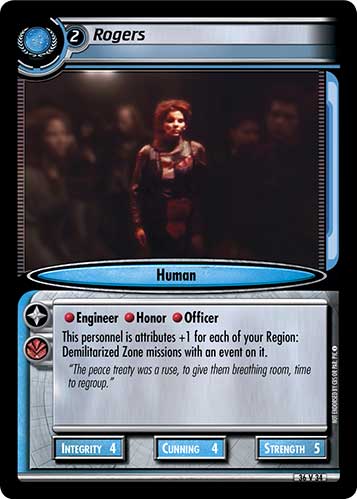 2 Rogers
Human
Engineer Honor Officer
This personnel is attributes +1 for each of your Region:
Demilitarized Zone missions with an event on it.
"The peace treaty was a ruse, to give them breathing room, time
to regroup."
INTEGRITY 4 CUNNING 4 STRENGTH 5
36 V 34